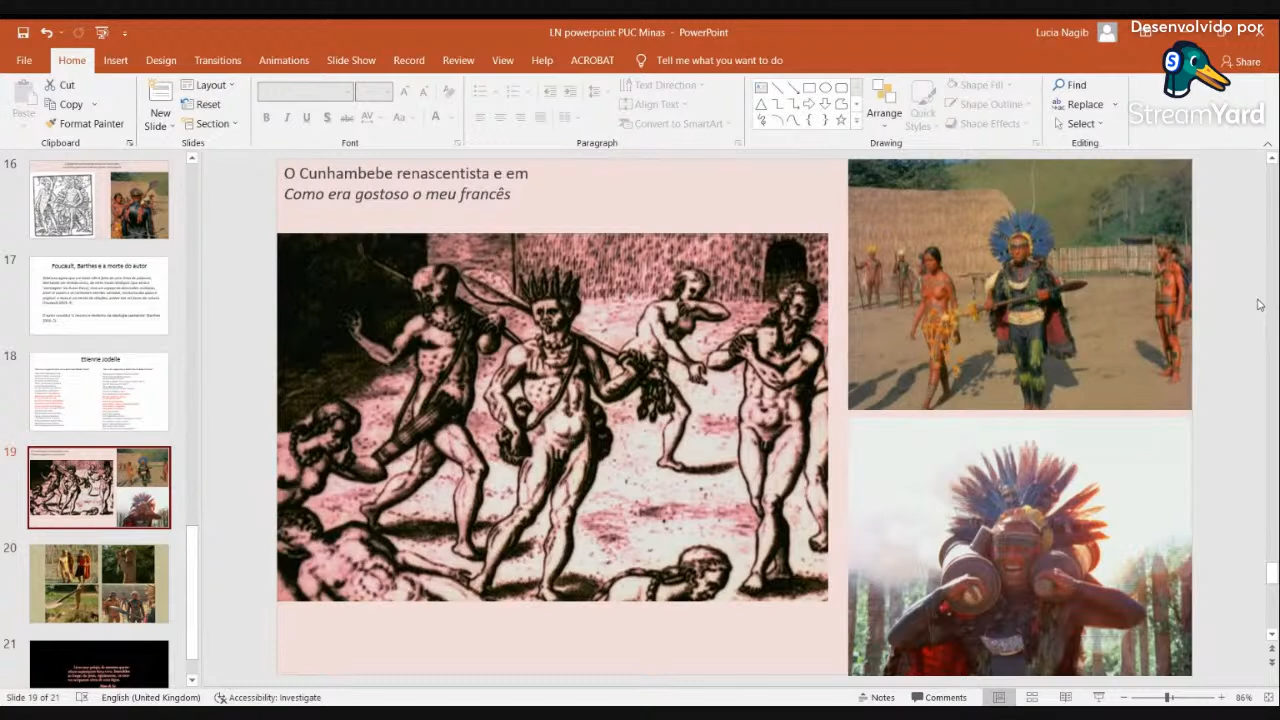 LN powerpoint PUC Minas - PowerPoint
Lucia Nagib
Desenvolvido por
StreamYard
File Home Insert Design Transitions Animations Slide Show Record Review View Help ACROBAT Tell me what you want to do
Share
Paste
Cut
Copy
Format Painter
Clipboard
New
Slide
Layout
Reset
Section
Slides
Font
Text Direction
Align Text
Convert to SmartArt
Paragraph
Arrange
Quick
Styles
Shape Fill
Shape Outline
Shape Effects
Drawing
Find
Replace
Select
Editing
16
17
Foucault, Barthes e a morte do autor
18
Etienne Jodelle
19
20
21
O Cunhambebe renascentista e em
Como era gostoso o meu francês
Slide 19 of 21
English (United Kingdom)
Accessibility: Investigate
Notes
Comments
86%